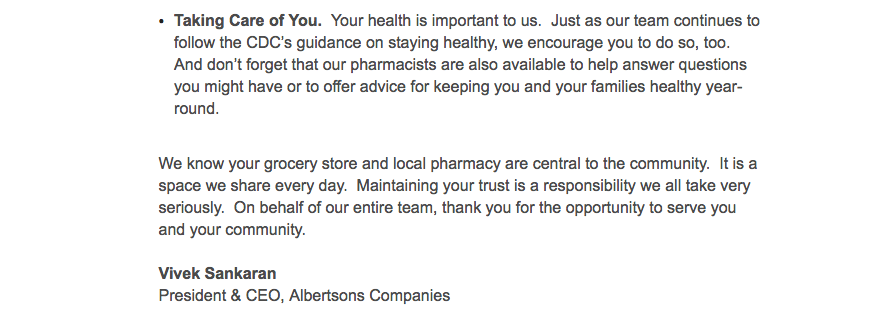 • Taking Care of You.  Your health is important to us.  Just as our team continues to
follow the CDC's guidance on staying healthy, we encourage you to do so, too.
And don't forget that our pharmacists are also available to help answer questions
you might have or to offer advice for keeping you and your families healthy year-
round.
We know your grocery store and local pharmacy are central to the community.  It is a
space we share every day.  Maintaining your trust is a responsibility we all take very
seriously.  On behalf of our entire team, thank you for the opportunity to serve you
and your community.
Vivek Sankaran
President & CEO, Albertsons Companies